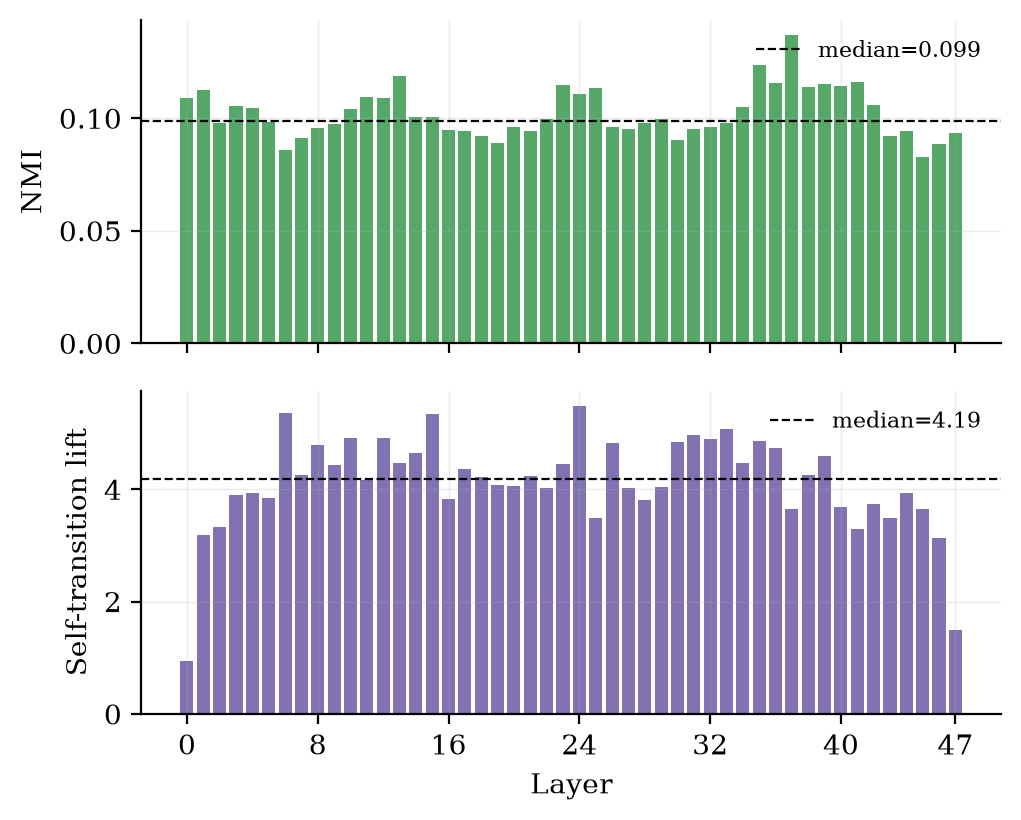 median=0.099
NMI
0.10
0.05
0.00
median=4.19
Self-transition lift
4
2
0
0 8 16 24 32 40 47
Layer